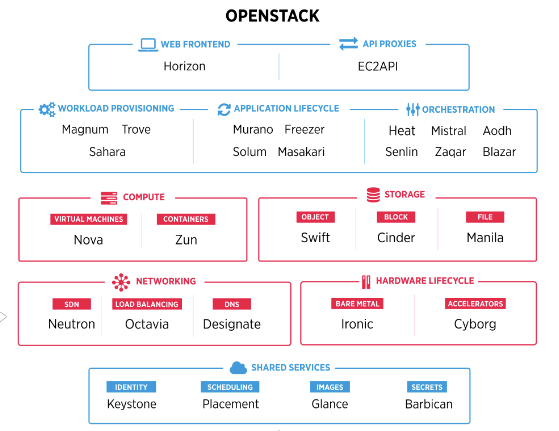 OPENSTACK
WEB FRONTEND API PROXIES
Horizon EC2API
WORKLOAD PROVISIONING APPLICATION LIFECYCLE ORCHESTRATION
Magnum Trove Murano Freezer Heat Mistral Aodh
Sahara Solum Masakari Senlin Zaqar Blazar
COMPUTE STORAGE
VIRTUAL MACHINES CONTAINERS OBJECT BLOCK FILE
Nova Zun Swift Cinder Manila
NETWORKING HARDWARE LIFECYCLE
SDN LOAD BALANCING DNS BARE METAL ACCELERATORS
Neutron Octavia Designate Ironic Cyborg
SHARED SERVICES
IDENTITY SCHEDULING IMAGES SECRETS
Keystone Placement Glance Barbican